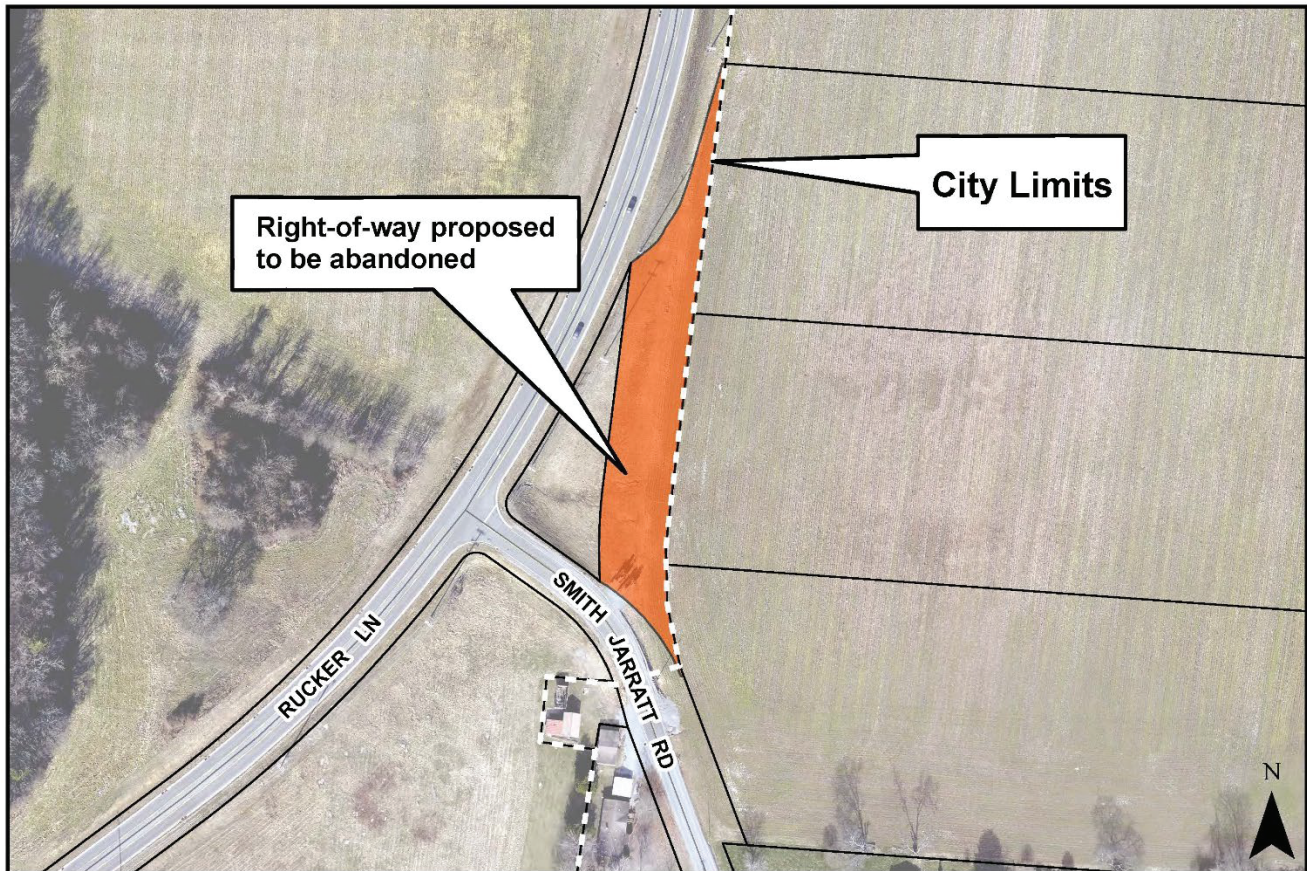 City Limits
Right-of-way proposed
to be abandoned
SMITH JARRATT RD
RUCKER LN
N